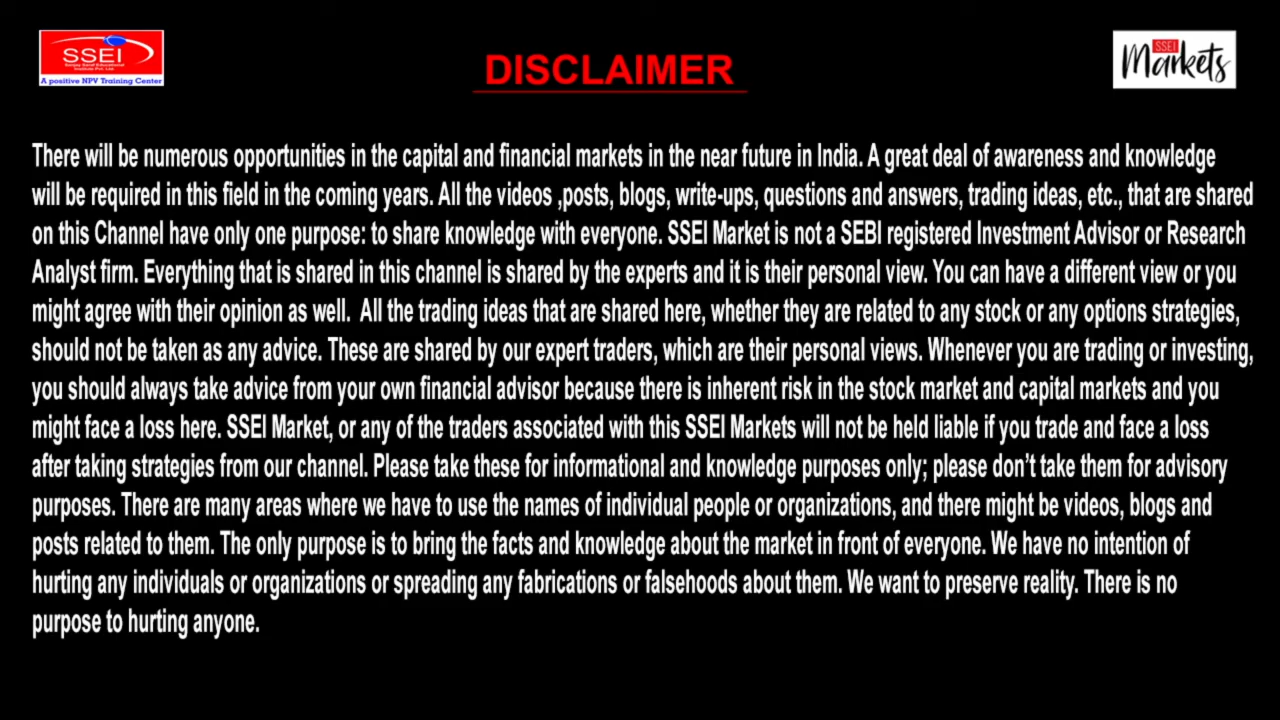 SSEI
Sanjay Saraf Educational
Institute Pvt. Ltd.
A positive NPV Training Center
DISCLAIMER
SSEI
Markets
There will be numerous opportunities in the capital and financial markets in the near future in India. A great deal of awareness and knowledge
will be required in this field in the coming years. All the videos ,posts, blogs, write-ups, questions and answers, trading ideas, etc., that are shared
on this Channel have only one purpose: to share knowledge with everyone. SSEI Market is not a SEBI registered Investment Advisor or Research
Analyst firm. Everything that is shared in this channel is shared by the experts and it is their personal view. You can have a different view or you
might agree with their opinion as well.  All the trading ideas that are shared here, whether they are related to any stock or any options strategies,
should not be taken as any advice. These are shared by our expert traders, which are their personal views. Whenever you are trading or investing,
you should always take advice from your own financial advisor because there is inherent risk in the stock market and capital markets and you
might face a loss here. SSEI Market, or any of the traders associated with this SSEI Markets will not be held liable if you trade and face a loss
after taking strategies from our channel. Please take these for informational and knowledge purposes only; please don’t take them for advisory
purposes. There are many areas where we have to use the names of individual people or organizations, and there might be videos, blogs and
posts related to them. The only purpose is to bring the facts and knowledge about the market in front of everyone. We have no intention of
hurting any individuals or organizations or spreading any fabrications or falsehoods about them. We want to preserve reality. There is no
purpose to hurting anyone.